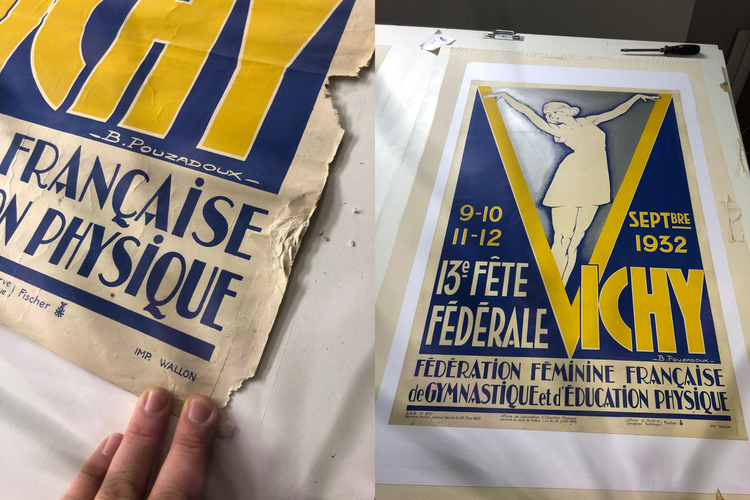 VICHY
B. POUZADOUX
FRANÇAISE
ON PHYSIQUE
Fischer
IMP. WALLON
9-10
11-12
SEPTBRE
1932
13e FÊTE
FÉDÉRALE
VICHY
B. POUZADOUX
FÉDÉRATION FÉMININE FRANÇAISE
de GYMNASTIQUE et d'ÉDUCATION PHYSIQUE